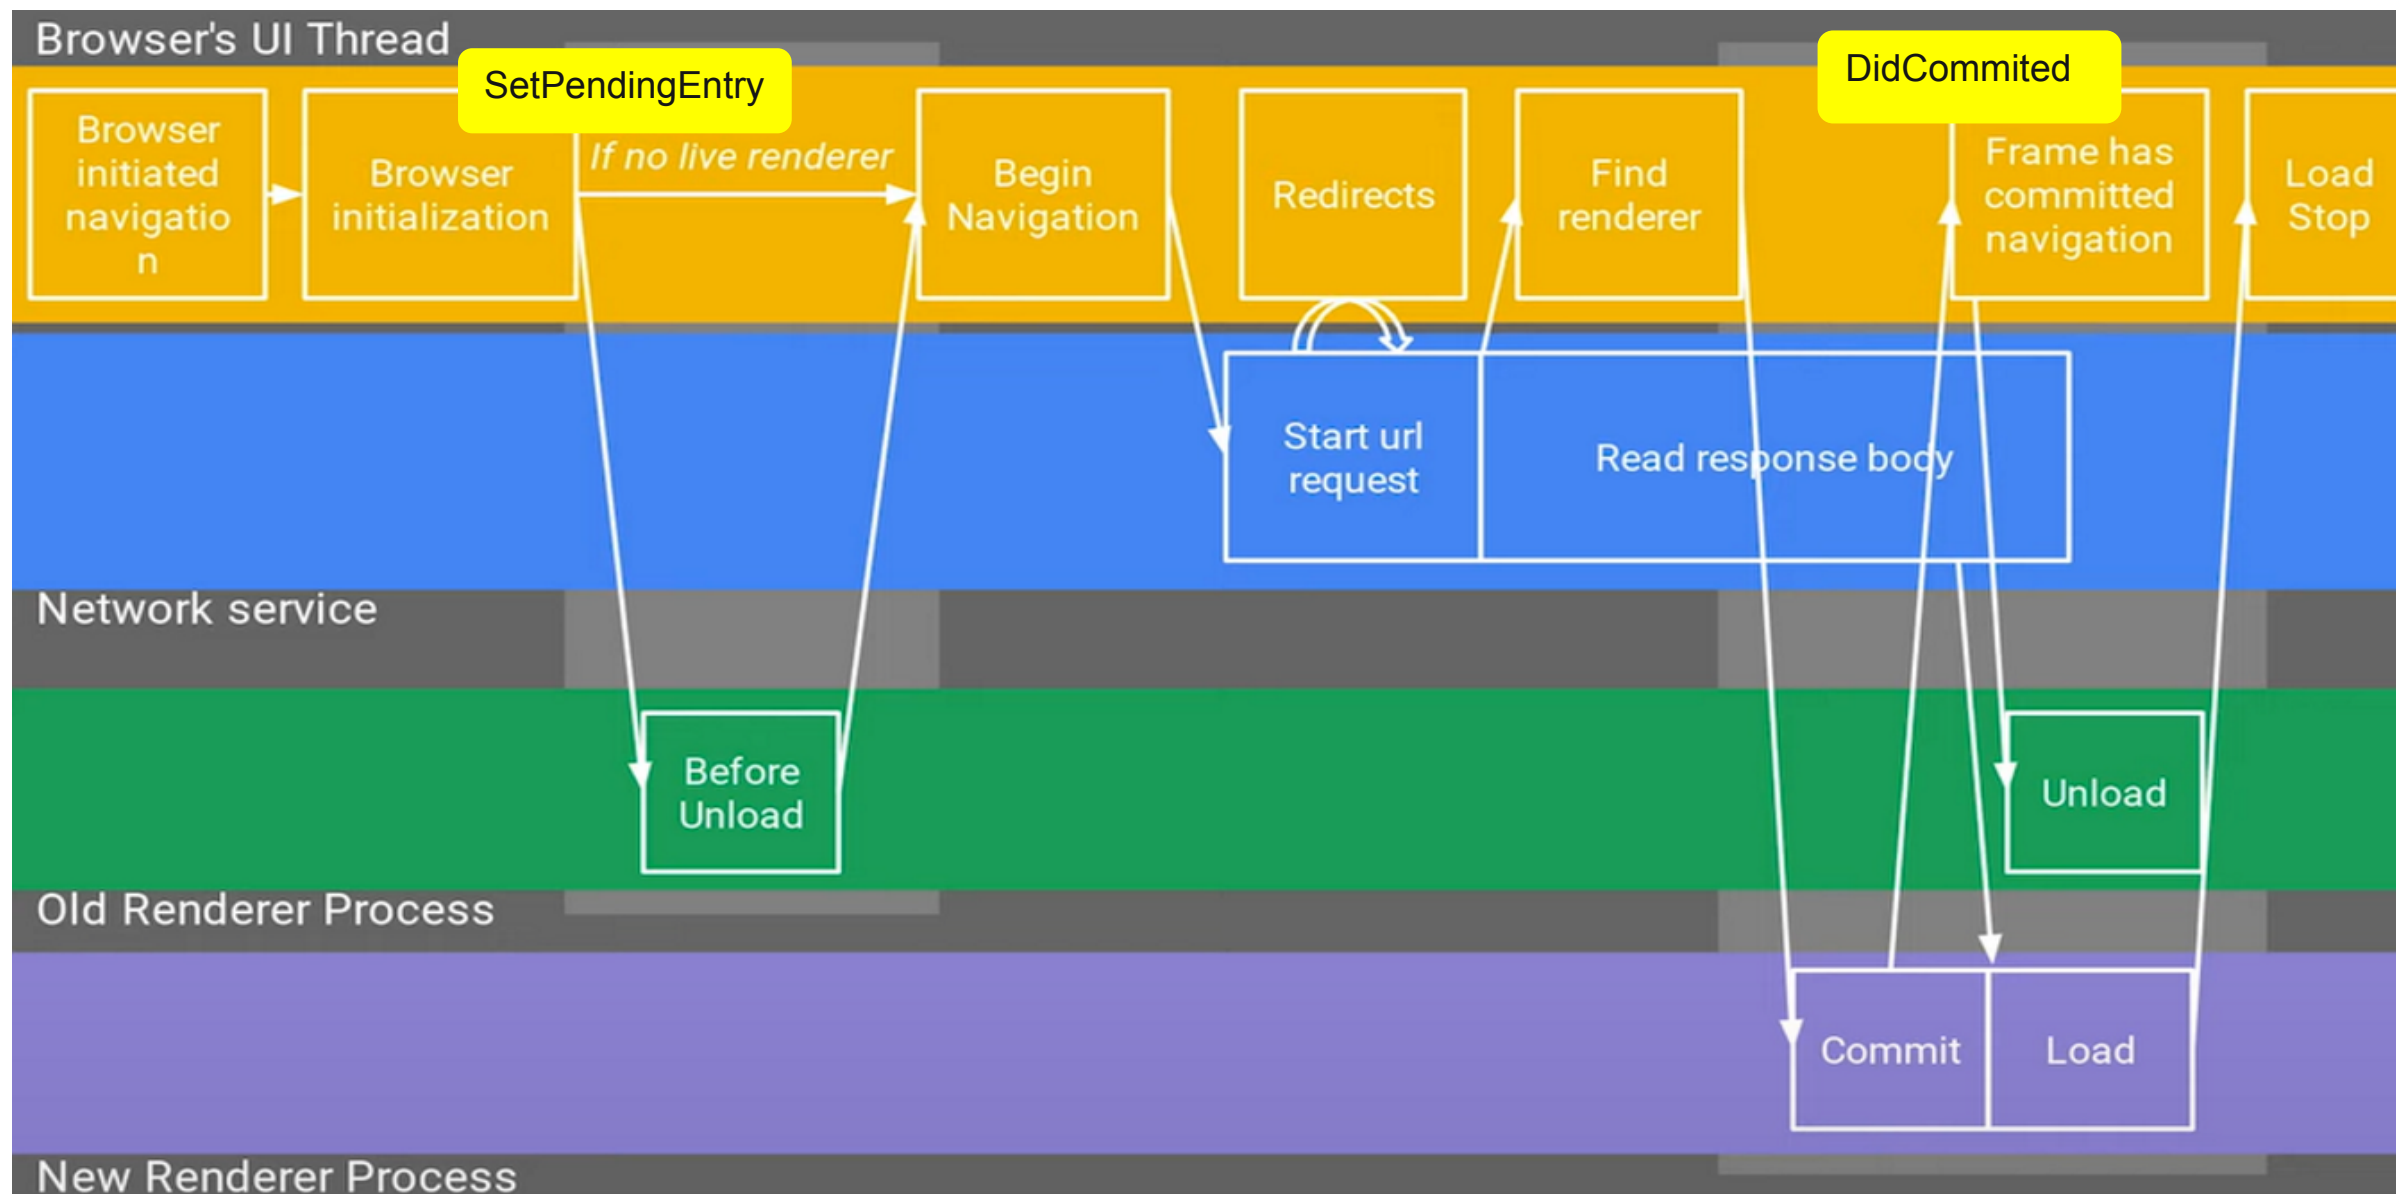 Browser's UI Thread
SetPendingEntry
DidCommited
Browser
initiated
navigatio
n
Browser
initialization
If no live renderer
Begin
Navigation
Redirects
Find
renderer
Frame has
committed
navigation
Load
Stop
Start url
request
Read response body
Network service
Before
Unload
Unload
Old Renderer Process
Commit
Load
New Renderer Process